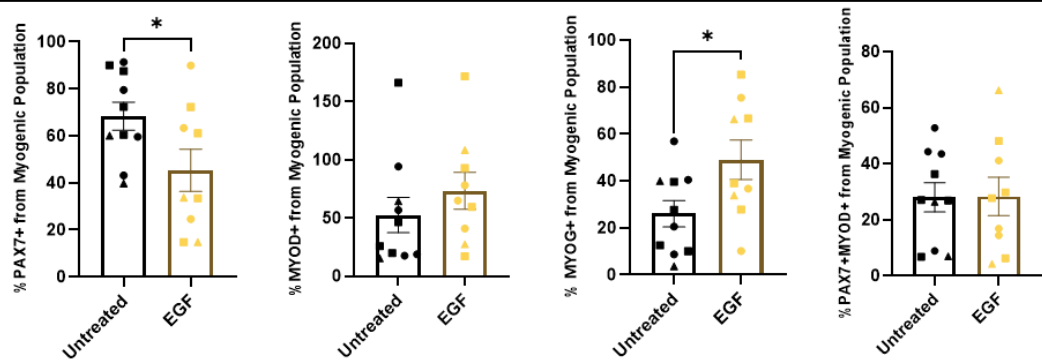 % PAX7+ from Myogenic Population
100
80
60
40
20
0
*
Untreated
EGF
% MYOD+ from Myogenic Population
200
150
100
50
0
Untreated
EGF
% MYOG+ from Myogenic Population
100
80
60
40
20
0
*
Untreated
EGF
%PAX7+MYOD+ from Myogenic Population
80
60
40
20
0
Untreated
EGF